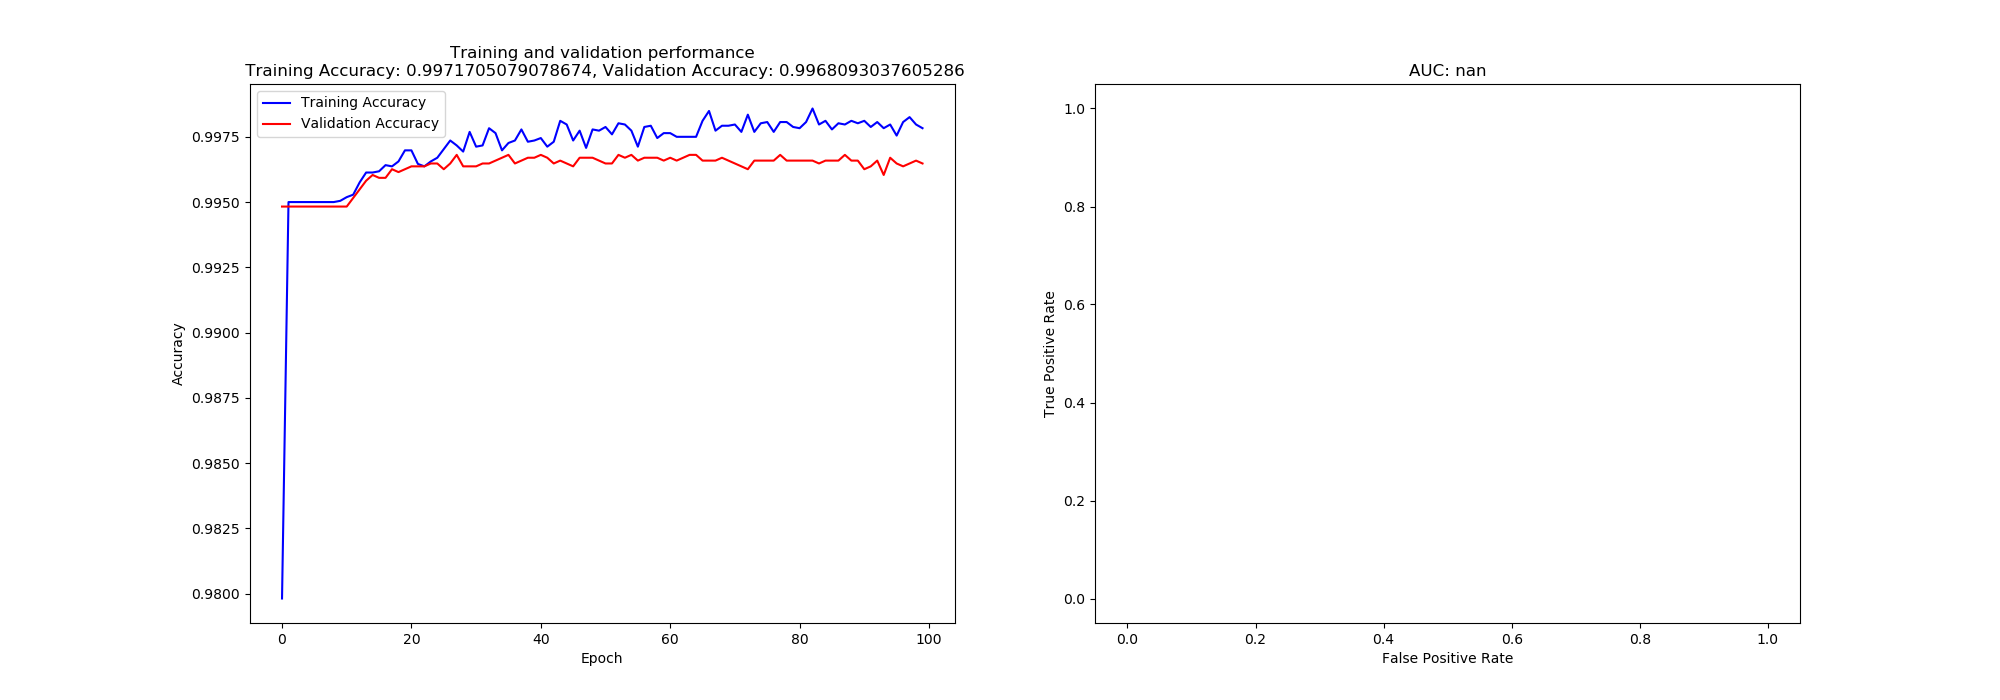 Training and validation performance
Training Accuracy: 0.9971705079078674, Validation Accuracy: 0.9968093037605286
Training Accuracy
Validation Accuracy
0.9975
0.9950
0.9925
0.9900
0.9875
0.9850
0.9825
0.9800
Accuracy
0 20 40 60 80 100
Epoch
AUC: nan
1.0
0.8
0.6
0.4
0.2
0.0
True Positive Rate
0.0 0.2 0.4 0.6 0.8 1.0
False Positive Rate